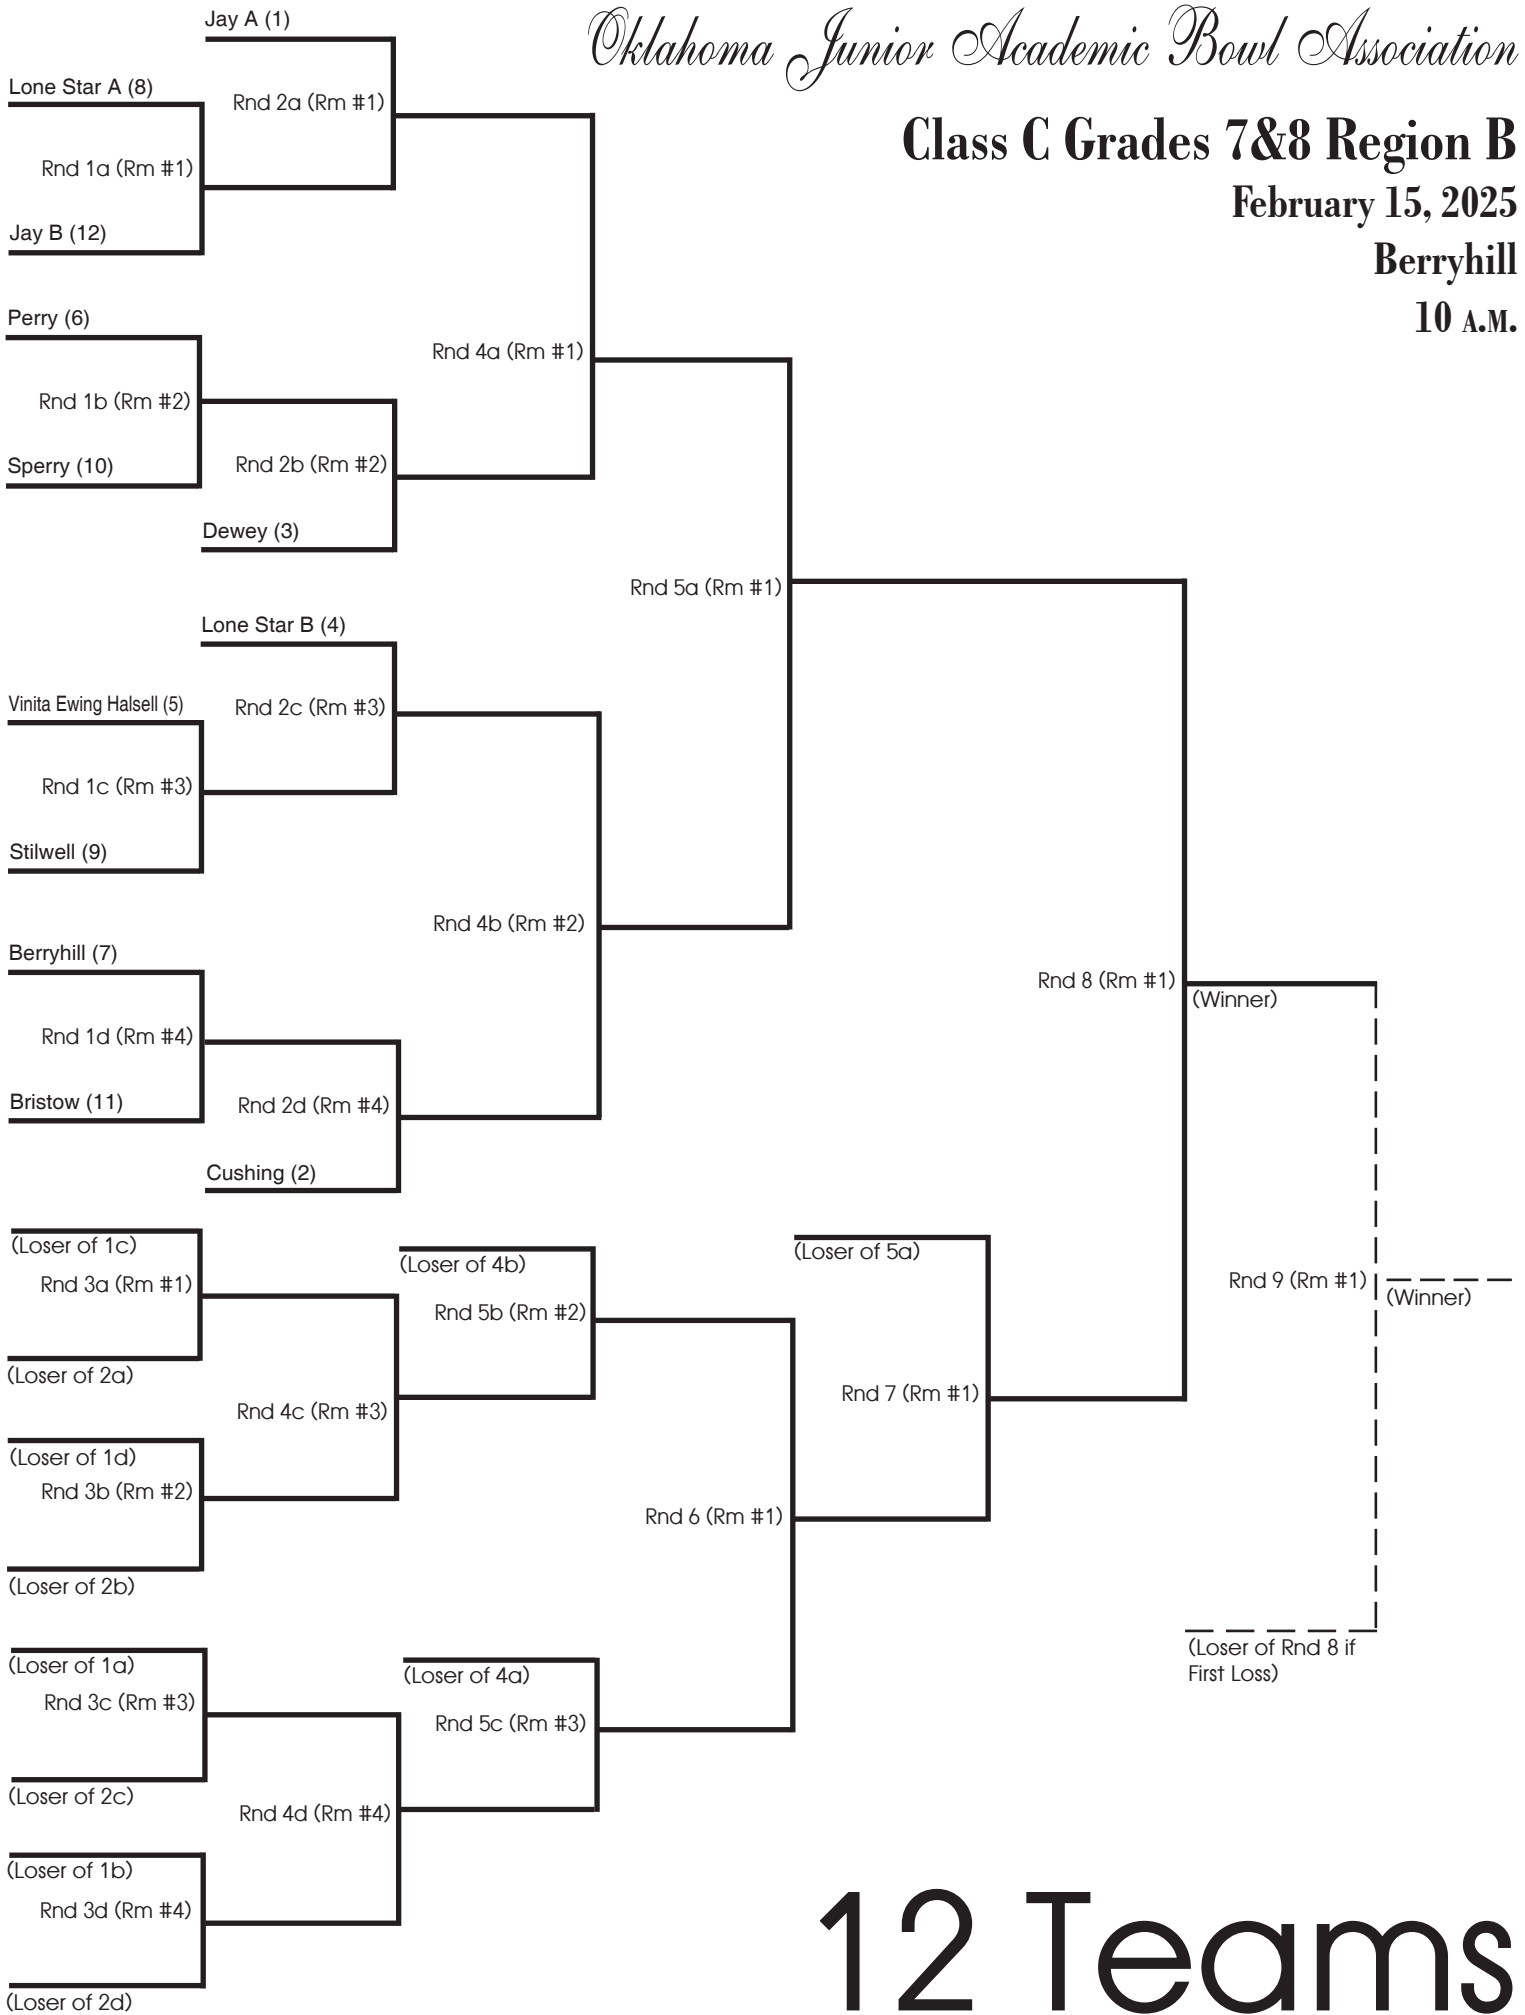 Oklahoma Junior Academic Bowl Association
Class C Grades 7&8 Region B
February 15, 2025
Berryhill
10 A.M.
Jay A (1)
Lone Star A (8)
Rnd 2a (Rm #1)
Rnd 1a (Rm #1)
Jay B (12)
Perry (6)
Rnd 4a (Rm #1)
Rnd 1b (Rm #2)
Sperry (10)
Rnd 2b (Rm #2)
Dewey (3)
Rnd 5a (Rm #1)
Lone Star B (4)
Vinita Ewing Halsell (5)
Rnd 2c (Rm #3)
Rnd 1c (Rm #3)
Stilwell (9)
Rnd 4b (Rm #2)
Berryhill (7)
Rnd 8 (Rm #1)
(Winner)
Rnd 1d (Rm #4)
Bristow (11)
Rnd 2d (Rm #4)
Cushing (2)
(Loser of 1c)
Rnd 3a (Rm #1)
(Loser of 2a)
(Loser of 4b)
Rnd 5b (Rm #2)
(Loser of 5a)
Rnd 9 (Rm #1)
(Winner)
Rnd 7 (Rm #1)
Rnd 4c (Rm #3)
(Loser of 1d)
Rnd 3b (Rm #2)
(Loser of 2b)
Rnd 6 (Rm #1)
(Loser of 1a)
Rnd 3c (Rm #3)
(Loser of 2c)
(Loser of 4a)
Rnd 5c (Rm #3)
(Loser of Rnd 8 if
First Loss)
Rnd 4d (Rm #4)
(Loser of 1b)
Rnd 3d (Rm #4)
(Loser of 2d)
12 Teams